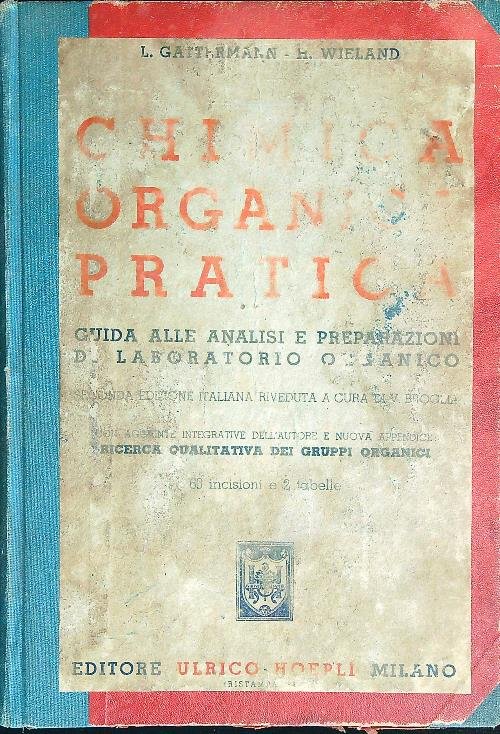 L. GATTERMANN - H. WIELAND
CHIMICA
ORGANICA
PRATICA
GUIDA ALLE ANALISI E PREPARAZIONI
DI LABORATORIO ORGANICO
SECONDA EDIZIONE ITALIANA RIVEDUTA A CURA DI V. BROGLIA
CON AGGIUNTE INTEGRATIVE DELL'AUTORE E NUOVA APPENDICE:
RICERCA QUALITATIVA DEI GRUPPI ORGANICI
incisioni e 2 tabelle
EDITORE ULRICO HOEPLI MILANO